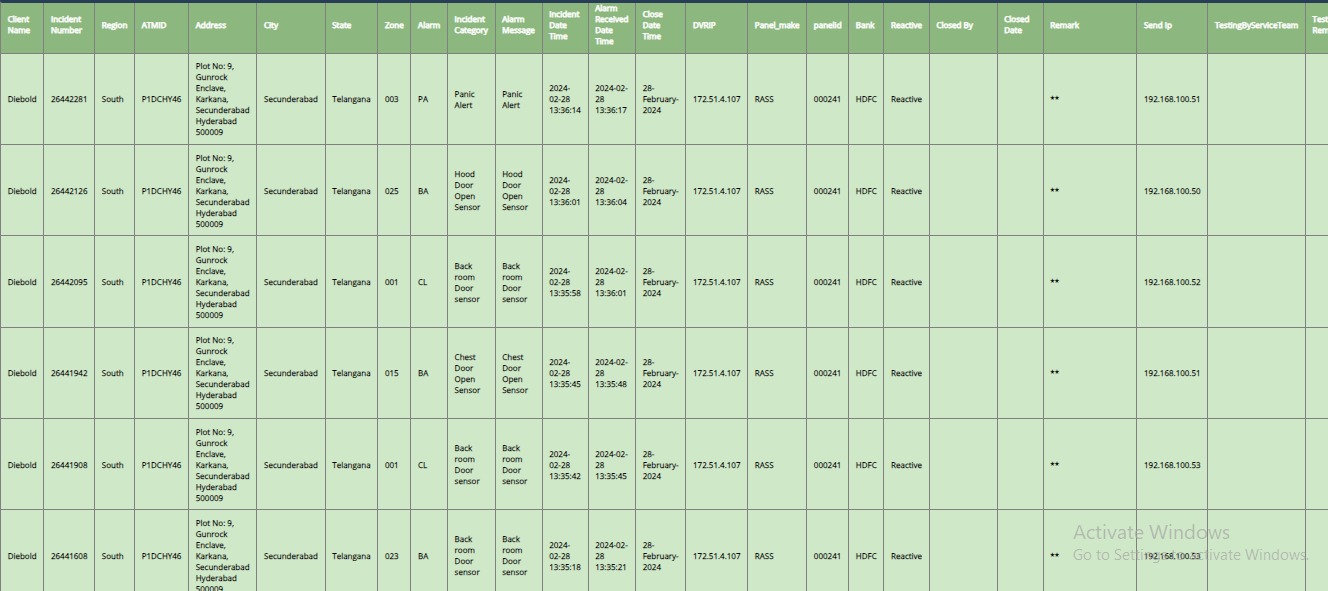 Client Name	Incident Number	Region	ATMID	Address	City	State	Zone	Alarm	Incident Category	Alarm Message	Incident Date Time	Alarm Received Date Time	Close Date Time	DVRIP	Panel_make	panelid	Bank	Reactive	Closed By	Closed Date	Remark	Send Ip	TestingByServiceTeam
Diebold	26442281	South	P1DCHY46	Plot No: 9, Gunrock Enclave, Karkana, Secunderabad Hyderabad 500009	Secunderabad	Telangana	003	PA	Panic Alert	Panic Alert	2024-02-28 13:36:14	2024-02-28 13:36:17	28-February-2024	172.51.4.107	RASS	000241	HDFC	Reactive	**	192.168.100.51
Diebold	26442126	South	P1DCHY46	Plot No: 9, Gunrock Enclave, Karkana, Secunderabad Hyderabad 500009	Secunderabad	Telangana	025	BA	Hood Door Open Sensor	Hood Door Open Sensor	2024-02-28 13:36:01	2024-02-28 13:36:04	28-February-2024	172.51.4.107	RASS	000241	HDFC	Reactive	**	192.168.100.50
Diebold	26442095	South	P1DCHY46	Plot No: 9, Gunrock Enclave, Karkana, Secunderabad Hyderabad 500009	Secunderabad	Telangana	001	CL	Back room Door sensor	Back room Door sensor	2024-02-28 13:35:58	2024-02-28 13:36:01	28-February-2024	172.51.4.107	RASS	000241	HDFC	Reactive	**	192.168.100.52
Diebold	26441942	South	P1DCHY46	Plot No: 9, Gunrock Enclave, Karkana, Secunderabad Hyderabad 500009	Secunderabad	Telangana	015	BA	Chest Door Open Sensor	Chest Door Open Sensor	2024-02-28 13:35:45	2024-02-28 13:35:48	28-February-2024	172.51.4.107	RASS	000241	HDFC	Reactive	**	192.168.100.51
Diebold	26441908	South	P1DCHY46	Plot No: 9, Gunrock Enclave, Karkana, Secunderabad Hyderabad 500009	Secunderabad	Telangana	001	CL	Back room Door sensor	Back room Door sensor	2024-02-28 13:35:42	2024-02-28 13:35:45	28-February-2024	172.51.4.107	RASS	000241	HDFC	Reactive	**	192.168.100.53
Diebold	26441608	South	P1DCHY46	Plot No: 9, Gunrock Enclave, Karkana, Secunderabad Hyderabad 500009	Secunderabad	Telangana	023	BA	Back room Door sensor	Back room Door sensor	2024-02-28 13:35:18	2024-02-28 13:35:21	28-February-2024	172.51.4.107	RASS	000241	HDFC	Reactive	**	192.168.100.53
Activate Windows
Go to Settings to activate Windows.